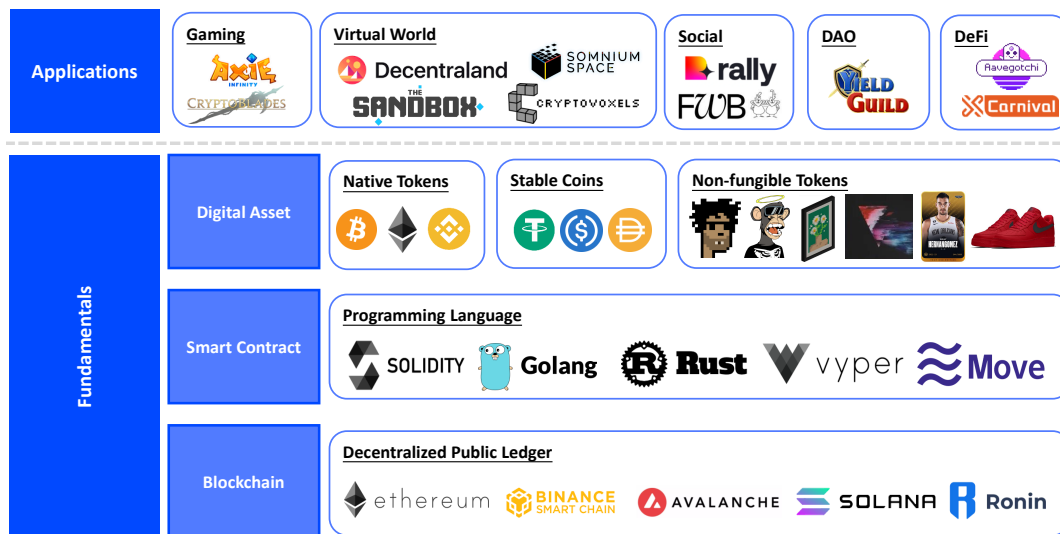 Applications
Gaming
AXIE
INFINITY
CRYPTOBLADES
Virtual World
Decentraland
SOMNIUM
SPACE
THE
SANDBOX
CRYPTOVOXELS
Social
rally
FWB
DAO
YIELD
GUILD
DeFi
Aavegotchi
Carnival
Fundamentals
Digital Asset
Native Tokens
Stable Coins
Non-fungible Tokens
HERNANGOMEZ
Smart Contract
Programming Language
SOLIDITY
Golang
R
Rust
vyper
Move
Blockchain
Decentralized Public Ledger
ethereum
BINANCE
SMART CHAIN
AVALANCHE
SOLANA
Ronin